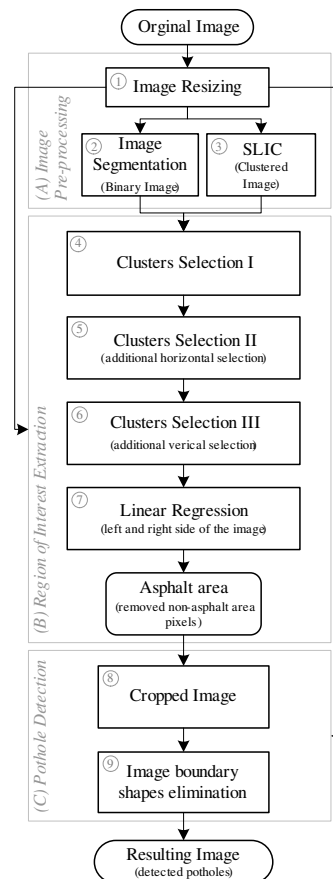 Orginal Image
(A) Image
Pre-processing
1
Image Resizing
2
Image
Segmentation
(Binary Image)
3
SLIC
(Clustered
Image)
(B) Region of Interest Extraction
4
Clusters Selection I
5
Clusters Selection II
(additional horizontal selection)
6
Clusters Selection III
(additional verical selection)
7
Linear Regression
(left and right side of the image)
Asphalt area
(removed non-asphalt area
pixels)
(C) Pothole Detection
8
Cropped Image
9
Image boundary
shapes elimination
Resulting Image
(detected potholes)